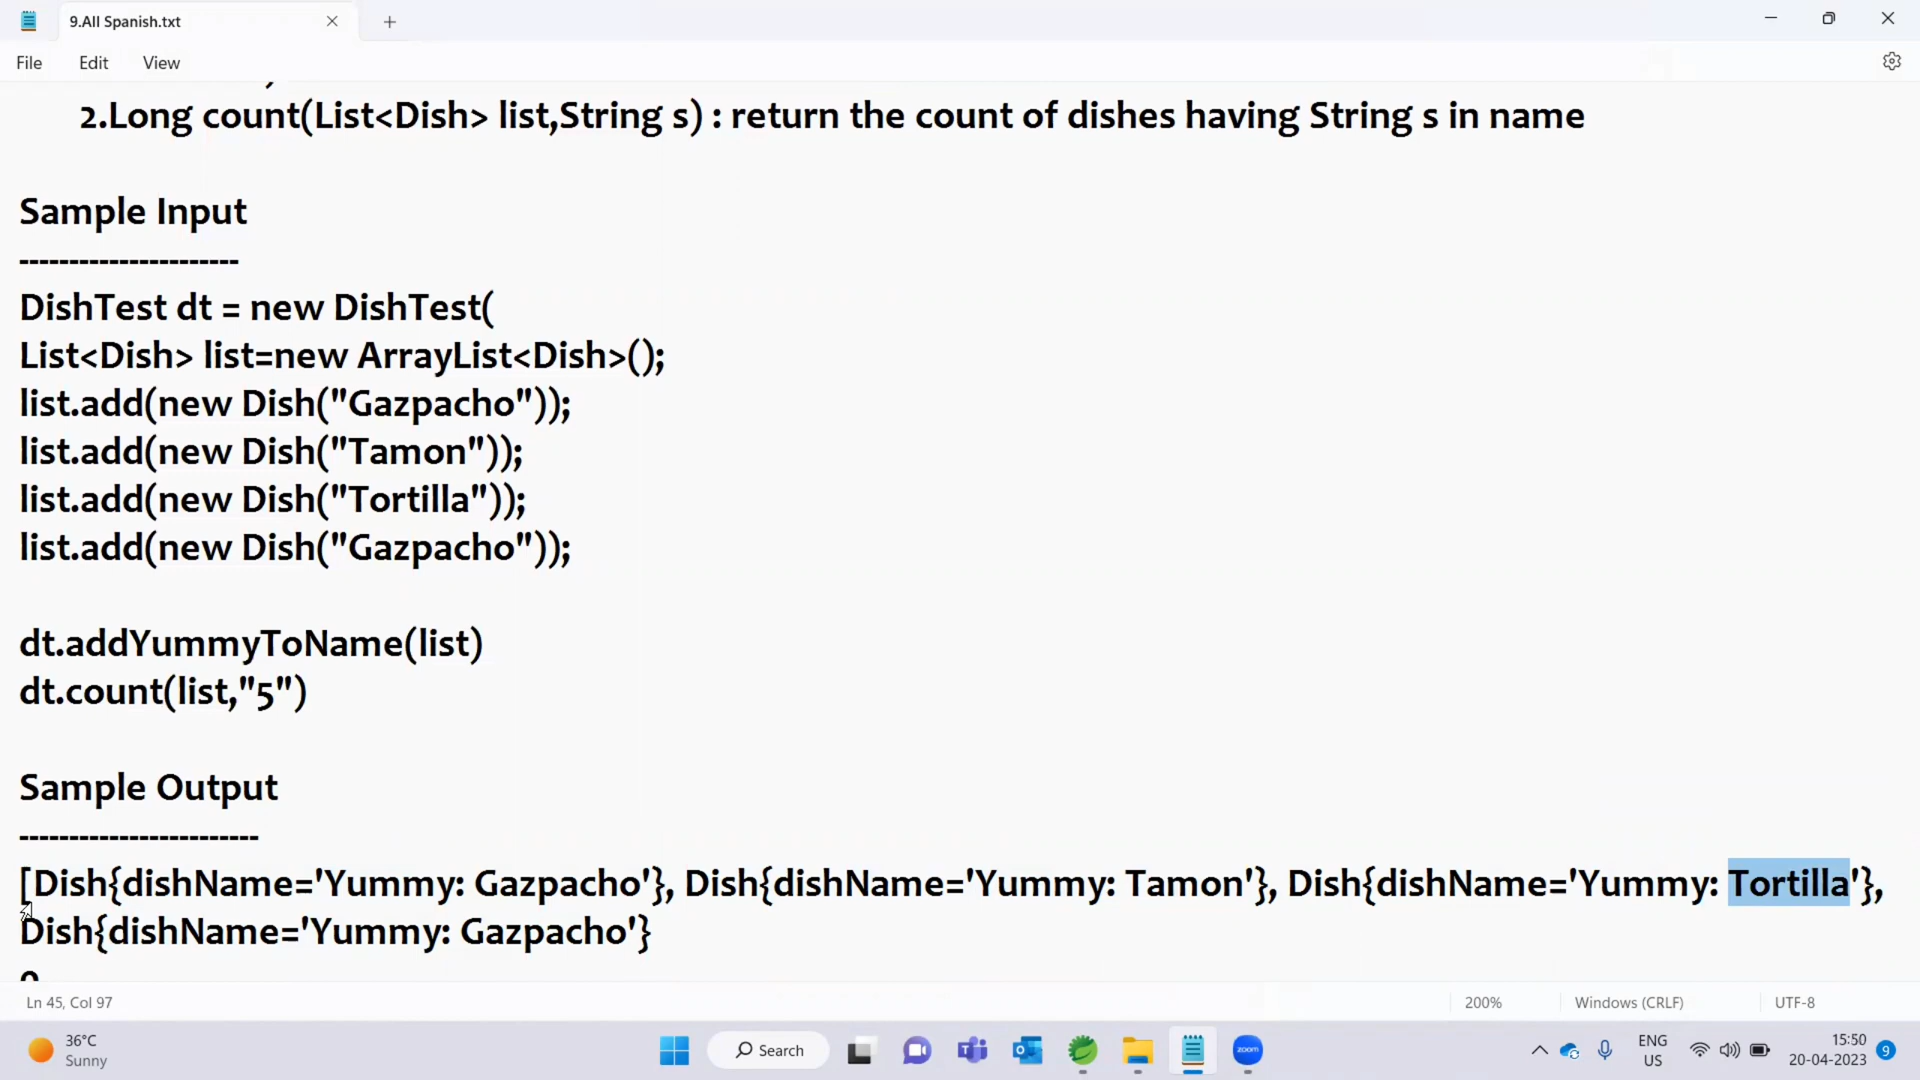 9.All Spanish.txt
File Edit View
2.Long count(List<Dish> list,String s) : return the count of dishes having String s in name
Sample Input
----------------------
DishTest dt = new DishTest(
List<Dish> list=new ArrayList<Dish>();
list.add(new Dish("Gazpacho"));
list.add(new Dish("Tamon"));
list.add(new Dish("Tortilla"));
list.add(new Dish("Gazpacho"));
dt.addYummyToName(list)
dt.count(list,"5")
Sample Output
------------------------
[Dish{dishName='Yummy: Gazpacho'}, Dish{dishName='Yummy: Tamon'}, Dish{dishName='Yummy: Tortilla'},
Dish{dishName='Yummy: Gazpacho'}
Ln 45, Col 97 200% Windows (CRLF) UTF-8
36°C
Sunny
Search
zoom
ENG
US
15:50
20-04-2023
9